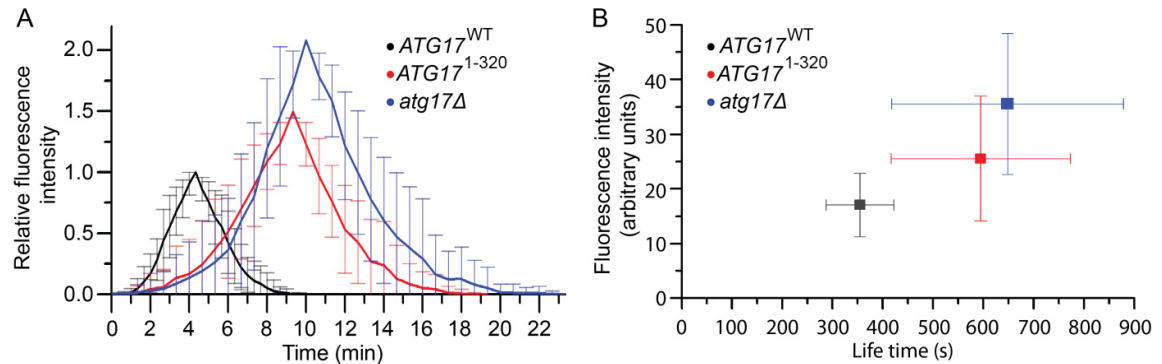 A
Relative fluorescence
intensity
2.0
1.5
1.0
0.5
0.0
0 2 4 6 8 10 12 14 16 18 20 22
Time (min)
ATG17WT
ATG171-320
atg17Δ
B
Fluorescence intensity
(arbitrary units)
50
40
30
20
10
0
0 100 200 300 400 500 600 700 800 900
Life time (s)
ATG17WT
ATG171-320
atg17Δ